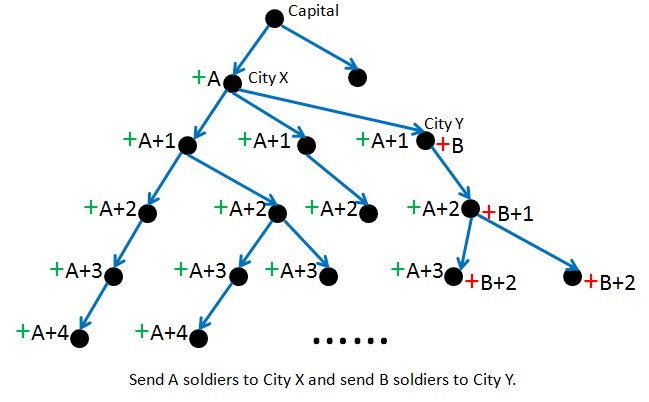 Capital
+A City X
+A+1 +A+1 +A+1 City Y +B
+A+2 +A+2 +A+2 +A+2 +B+1
+A+3 +A+3 +A+3 +A+3 +B+2 +B+2
+A+4 +A+4 ......
Send A soldiers to City X and send B soldiers to City Y.